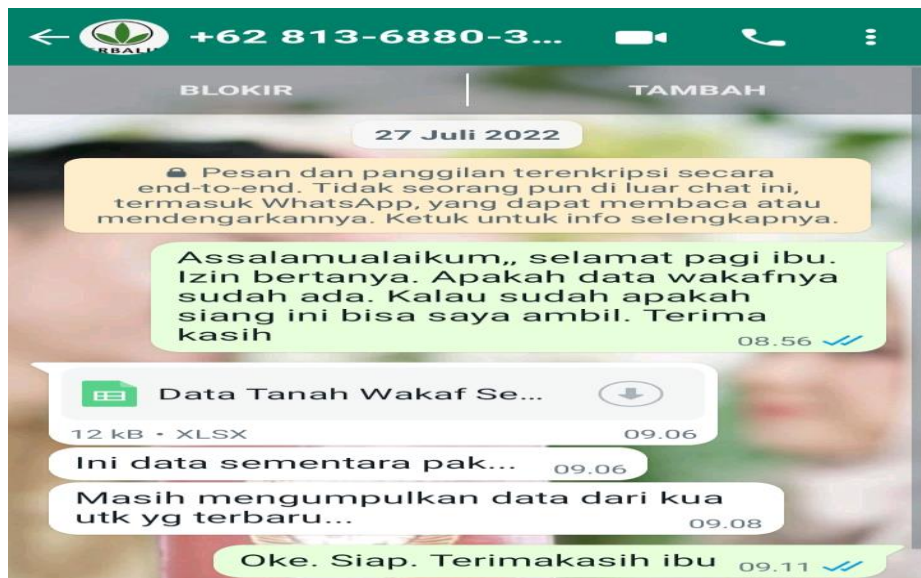 +62 813-6880-3...
BLOKIR
TAMBAH
27 Juli 2022
Pesan dan panggilan terenkripsi secara
end-to-end. Tidak seorang pun di luar chat ini,
termasuk WhatsApp, yang dapat membaca atau
mendengarkannya. Ketuk untuk info selengkapnya.
Assalamualaikum,, selamat pagi ibu.
Izin bertanya. Apakah data wakafnya
sudah ada. Kalau sudah apakah
siang ini bisa saya ambil. Terima
kasih
08.56
Data Tanah Wakaf Se...
12 kB • XLSX
09.06
Ini data sementara pak...
09.06
Masih mengumpulkan data dari kua
utk yg terbaru...
09.08
Oke. Siap. Terimakasih ibu
09.11